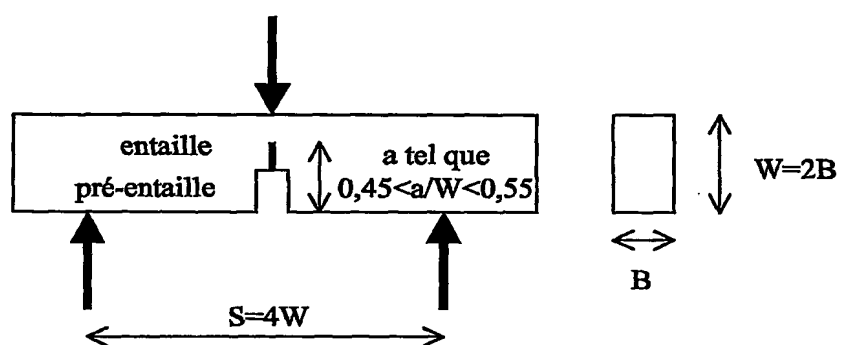 entaille
pré-entaille
a tel que
0,45<a/W<0,55
W=2B
B
S=4W